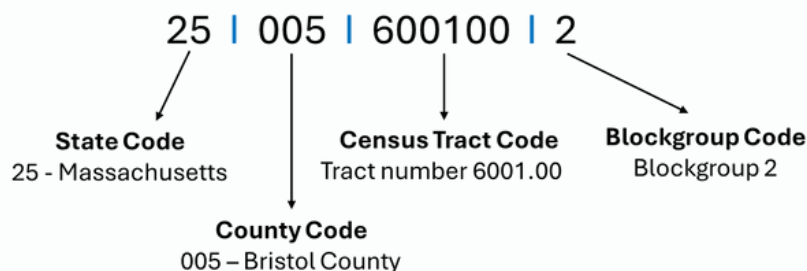 25 | 005 | 600100 | 2
State Code
25 - Massachusetts
County Code
005 – Bristol County
Census Tract Code
Tract number 6001.00
Blockgroup Code
Blockgroup 2